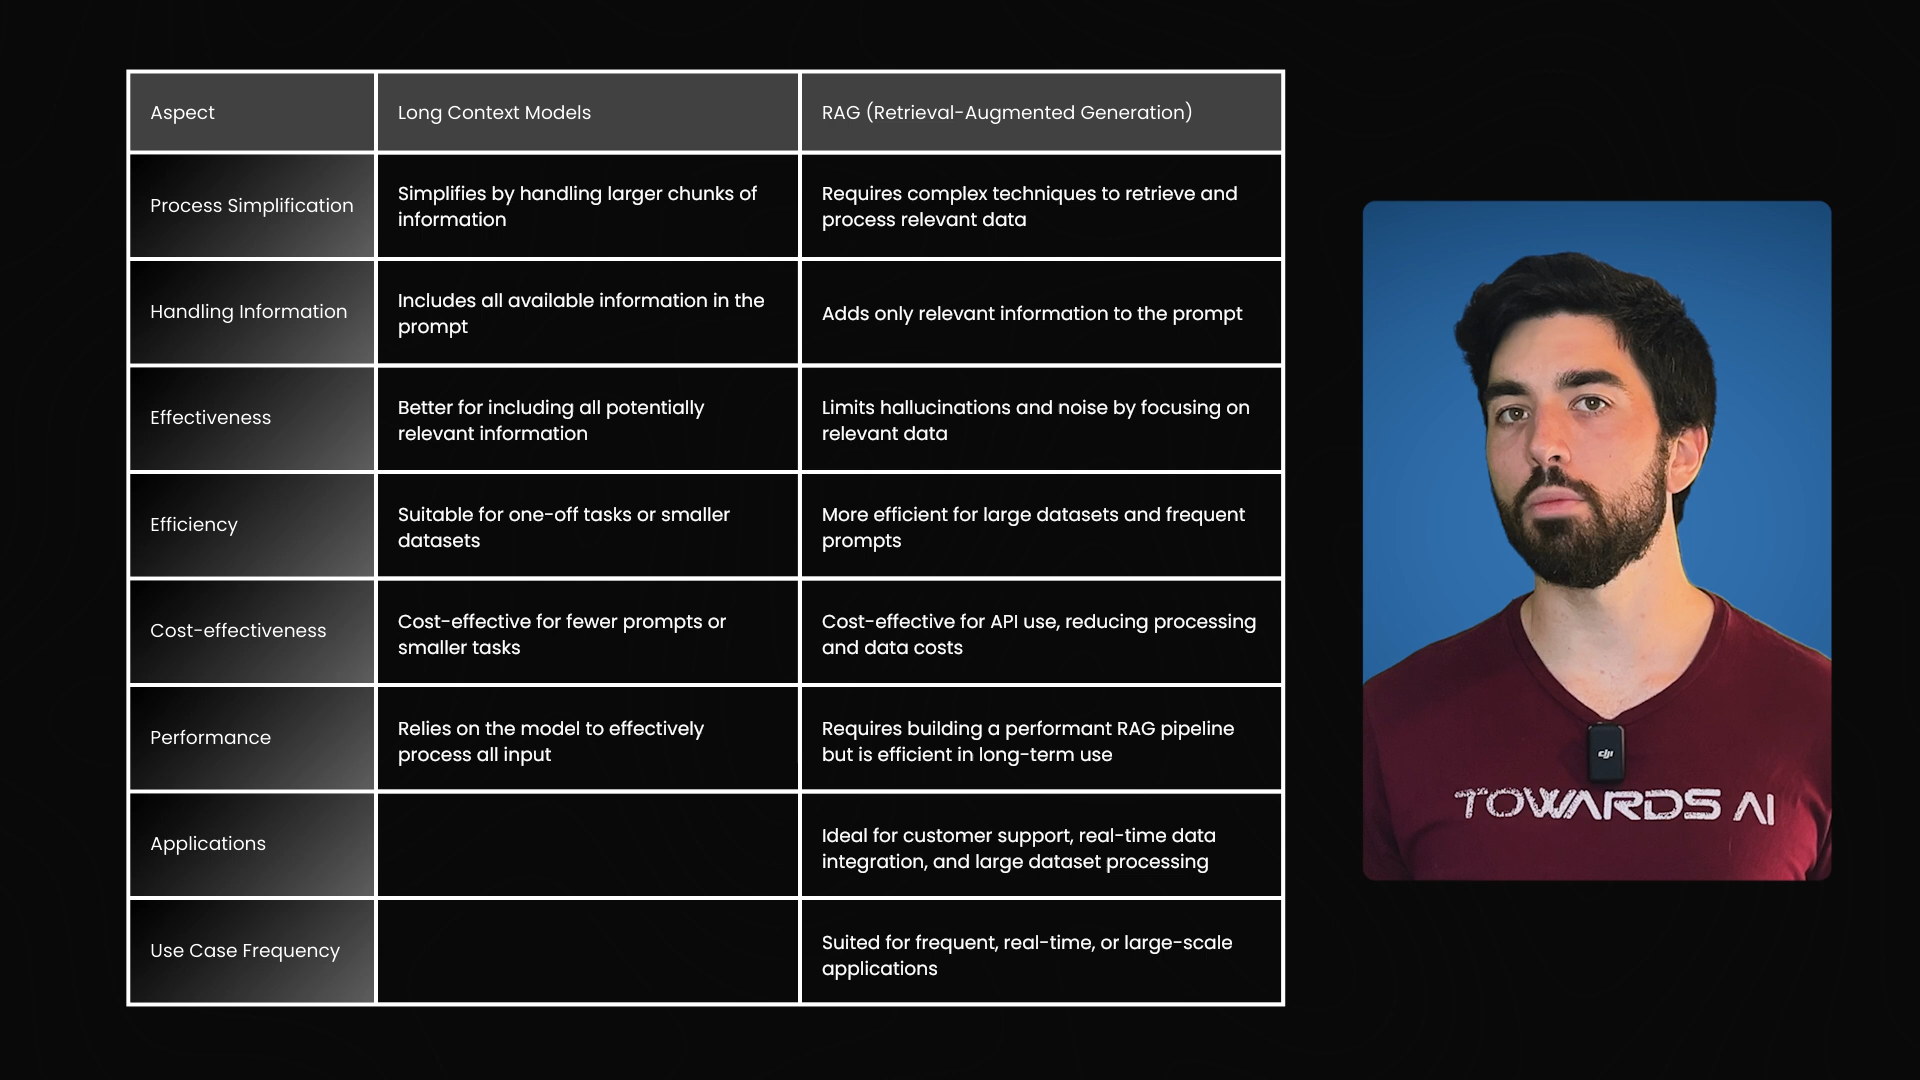 Aspect
Long Context Models
RAG (Retrieval-Augmented Generation)
Process Simplification
Simplifies by handling larger chunks of
information
Requires complex techniques to retrieve and
process relevant data
Handling Information
Includes all available information in the
prompt
Adds only relevant information to the prompt
Effectiveness
Better for including all potentially
relevant information
Limits hallucinations and noise by focusing on
relevant data
Efficiency
Suitable for one-off tasks or smaller
datasets
More efficient for large datasets and frequent
prompts
Cost-effectiveness
Cost-effective for fewer prompts or
smaller tasks
Cost-effective for API use, reducing processing
and data costs
Performance
Relies on the model to effectively
process all input
Requires building a performant RAG pipeline
but is efficient in long-term use
Applications
Ideal for customer support, real-time data
integration, and large dataset processing
Use Case Frequency
Suited for frequent, real-time, or large-scale
applications
dji
TOWARDS AI